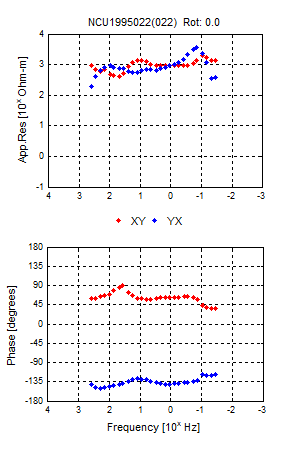 NCU1995022(022) Rot: 0.0
App.Res [10^x Ohm-m]
4
3
2
1
0
-1
4 3 2 1 0 -1 -2 -3
XY YX
Phase [degrees]
180
135
90
45
0
-45
-90
-135
-180
4 3 2 1 0 -1 -2 -3
Frequency [10^x Hz]